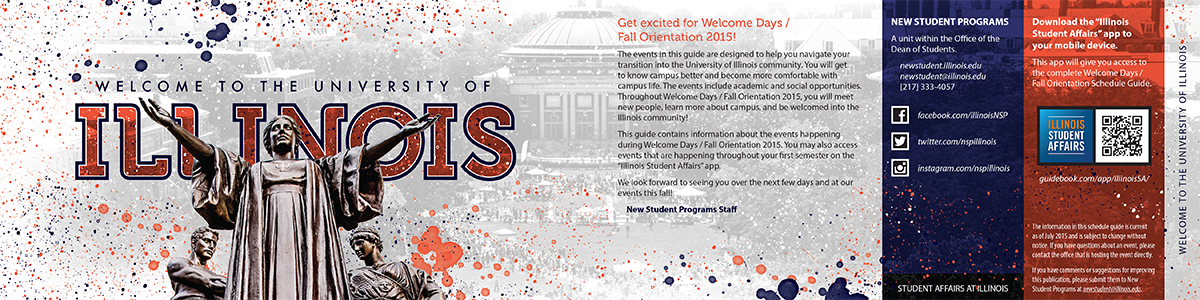 WELCOME TO THE UNIVERSITY OF
ILLINOIS
Get excited for Welcome Days /
Fall Orientation 2015!
The events in this guide are designed to help you navigate your
transition into the University of Illinois community. You will get
to know campus better and become more comfortable with
campus life. The events include academic and social opportunities.
Throughout Welcome Days / Fall Orientation 2015, you will meet
new people, learn more about campus, and be welcomed into the
Illinois community!
This guide contains information about the events happening
during Welcome Days / Fall Orientation 2015. You may also access
events that are happening throughout your first semester on the
"Illinois Student Affairs" app.
We look forward to seeing you over the next few days and at our
events this fall!
New Student Programs Staff
NEW STUDENT PROGRAMS
A unit within the Office of the
Dean of Students.
newstudent.illinois.edu
newstudent@illinois.edu
[217] 333-4057
facebook.com/illinoisNSP
twitter.com/nspillinois
instagram.com/nspillinois
STUDENT AFFAIRS AT ILLINOIS
Download the "Illinois
Student Affairs" app to
your mobile device.
This app will give you access to
the complete Welcome Days /
Fall Orientation Schedule Guide.
ILLINOIS
STUDENT
AFFAIRS
guidebook.com/app/illinoisSA/
The information in this schedule guide is current
as of July 2015 and is subject to change without
notice. If you have questions about an event, please
contact the office that is hosting the event directly.
If you have comments or suggestions for improving
this publication, please submit them to New
Student Programs at newstudent@illinois.edu.
WELCOME TO THE UNIVERSITY OF ILLINOIS